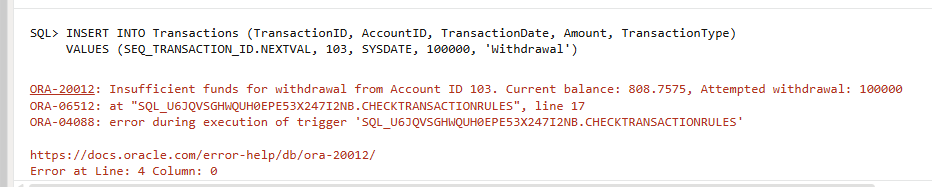 SQL> INSERT INTO Transactions (TransactionID, AccountID, TransactionDate, Amount, TransactionType)
VALUES (SEQ_TRANSACTION_ID.NEXTVAL, 103, SYSDATE, 100000, 'Withdrawal')
ORA-20012: Insufficient funds for withdrawal from Account ID 103. Current balance: 808.7575, Attempted withdrawal: 100000
ORA-06512: at "SQL_U6JQVSGHWQUH0EPE53X247I2NB.CHECKTRANSACTIONRULES", line 17
ORA-04088: error during execution of trigger 'SQL_U6JQVSGHWQUH0EPE53X247I2NB.CHECKTRANSACTIONRULES'
https://docs.oracle.com/error-help/db/ora-20012/
Error at Line: 4 Column: 0